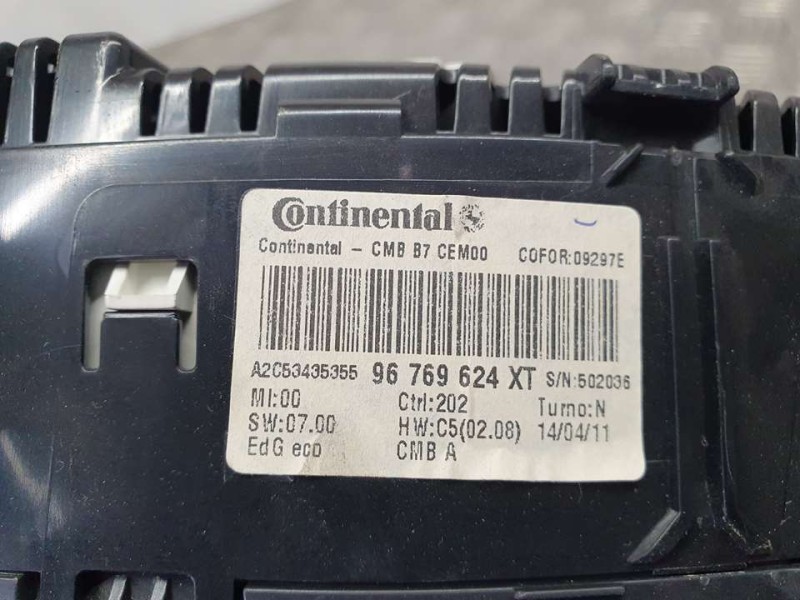 Continental
Continental - CMB B7 CEM00 COFOR:09297E
A2C53435355 96 769 624 XT S/N:502036
MI:00 Ctrl:202 Turno:N
SW:07.00 HW:C5(02.08) 14/04/11
EdG eco CMB A